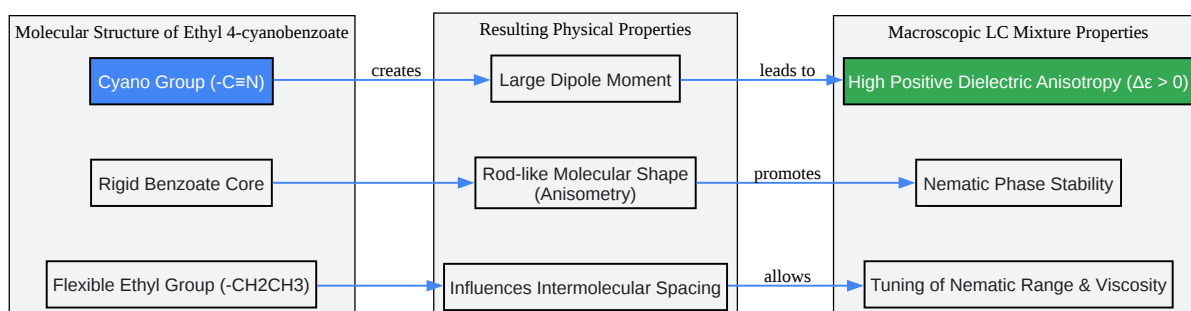 Molecular Structure of Ethyl 4-cyanobenzoate
Resulting Physical Properties
Macroscopic LC Mixture Properties
Cyano Group (-C≡N)
creates
Large Dipole Moment
leads to
High Positive Dielectric Anisotropy (Δε > 0)
Rigid Benzoate Core
Rod-like Molecular Shape
(Anisometry)
promotes
Nematic Phase Stability
Flexible Ethyl Group (-CH2CH3)
Influences Intermolecular Spacing
allows
Tuning of Nematic Range & Viscosity